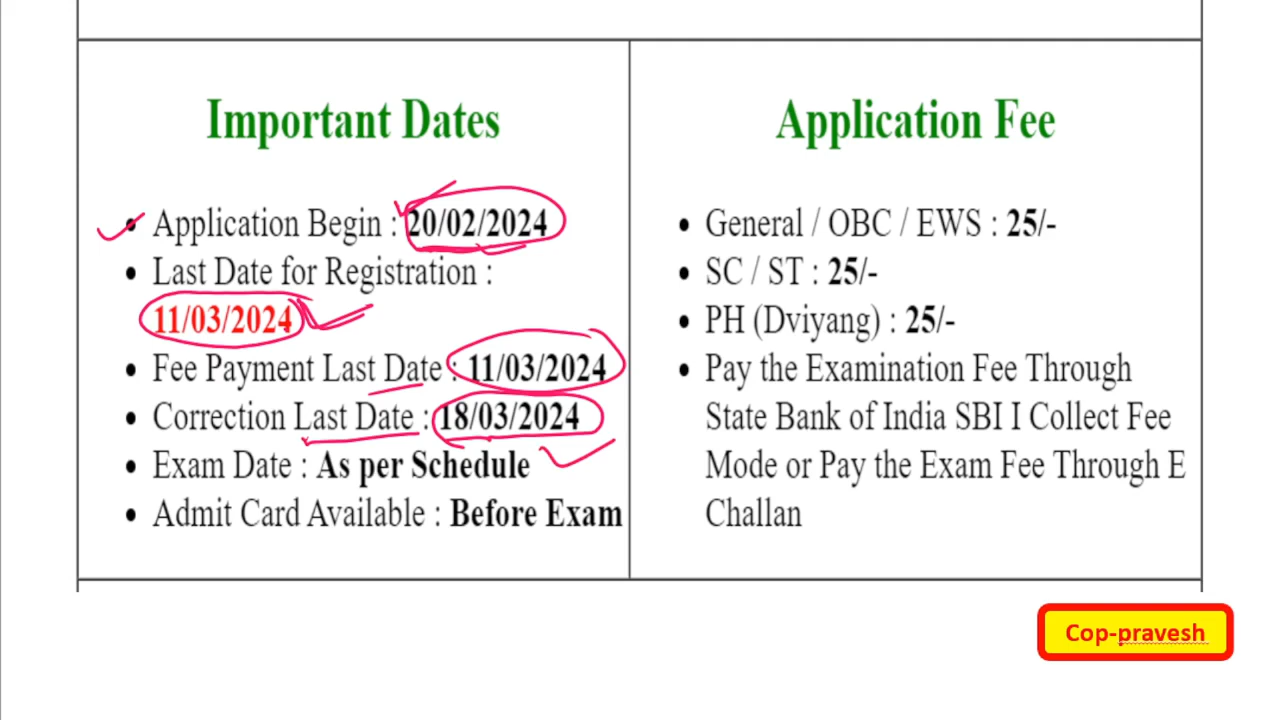 Important Dates
Application Begin : 20/02/2024
Last Date for Registration :
11/03/2024
Fee Payment Last Date : 11/03/2024
Correction Last Date : 18/03/2024
Exam Date : As per Schedule
Admit Card Available : Before Exam
Application Fee
General / OBC / EWS : 25/-
SC / ST : 25/-
PH (Dviyang) : 25/-
Pay the Examination Fee Through
State Bank of India SBI I Collect Fee
Mode or Pay the Exam Fee Through E
Challan
Cop-pravesh